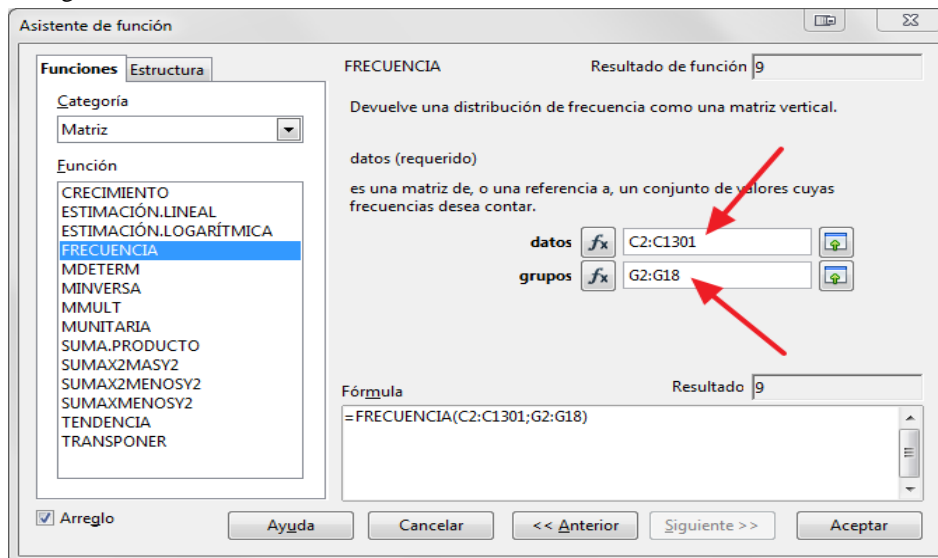 Asistente de función
Funciones Estructura
FRECUENCIA
Resultado de función 9
Categoría
Matriz
Devuelve una distribución de frecuencia como una matriz vertical.
Función
CRECIMIENTO
ESTIMACIÓN.LINEAL
ESTIMACIÓN.LOGARÍTMICA
FRECUENCIA
MDETERM
MINVERSA
MMULT
MUNITARIA
SUMA.PRODUCTO
SUMAX2MASY2
SUMAX2MENOSY2
SUMAXMENOSY2
TENDENCIA
TRANSPONER
datos (requerido)
es una matriz de, o una referencia a, un conjunto de valores cuyas
frecuencias desea contar.
datos fx C2:C1301
grupos fx G2:G18
Fórmula
Resultado 9
=FRECUENCIA(C2:C1301;G2:G18)
Arreglo
Ayuda
Cancelar
<< Anterior
Siguiente >>
Aceptar